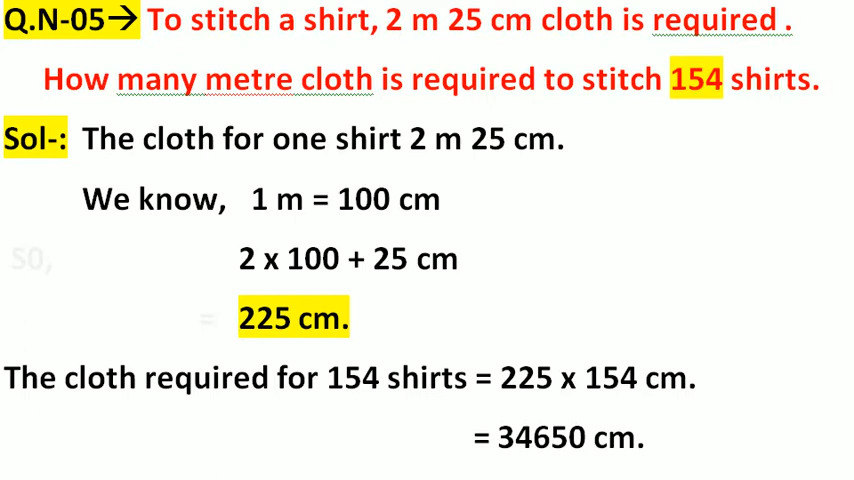 Q.N-05→ To stitch a shirt, 2 m 25 cm cloth is required .
How many metre cloth is required to stitch 154 shirts.
Sol-: The cloth for one shirt 2 m 25 cm.
We know, 1 m = 100 cm
S0, 2 x 100 + 25 cm
= 225 cm.
The cloth required for 154 shirts = 225 x 154 cm.
= 34650 cm.